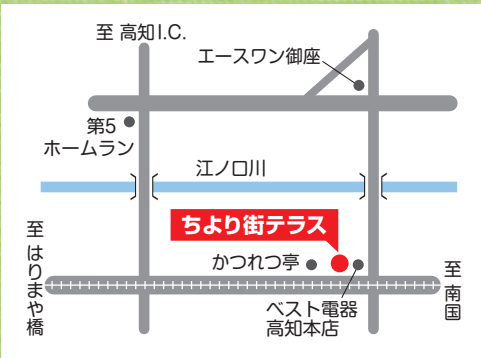 至 高知I.C.
エースワン御座
第5
ホームラン
江ノ口川
ちより街テラス
かつれつ亭
至 はりまや橋
至 南国
ベスト電器
高知本店